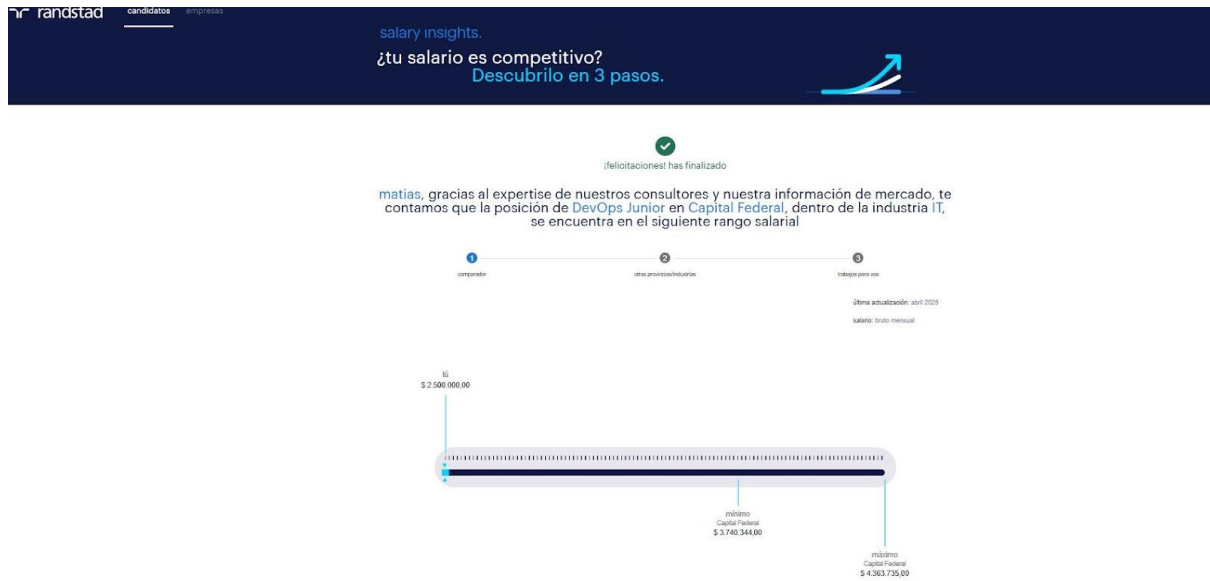 randstad
candidatos empresas
salary insights.
¿tu salario es competitivo?
Descubrilo en 3 pasos.
¡felicitaciones! has finalizado
matias, gracias al expertise de nuestros consultores y nuestra información de mercado, te
contamos que la posición de DevOps Junior en Capital Federal, dentro de la industria IT,
se encuentra en el siguiente rango salarial
1 2 3
comparador otras provincias/industrias trabajos para vos
última actualización: abril 2025
salario: bruto mensual
tú
$ 2.500.000,00
mínimo
Capital Federal
$ 3.740.344,00
máximo
Capital Federal
$ 4.363.735,00